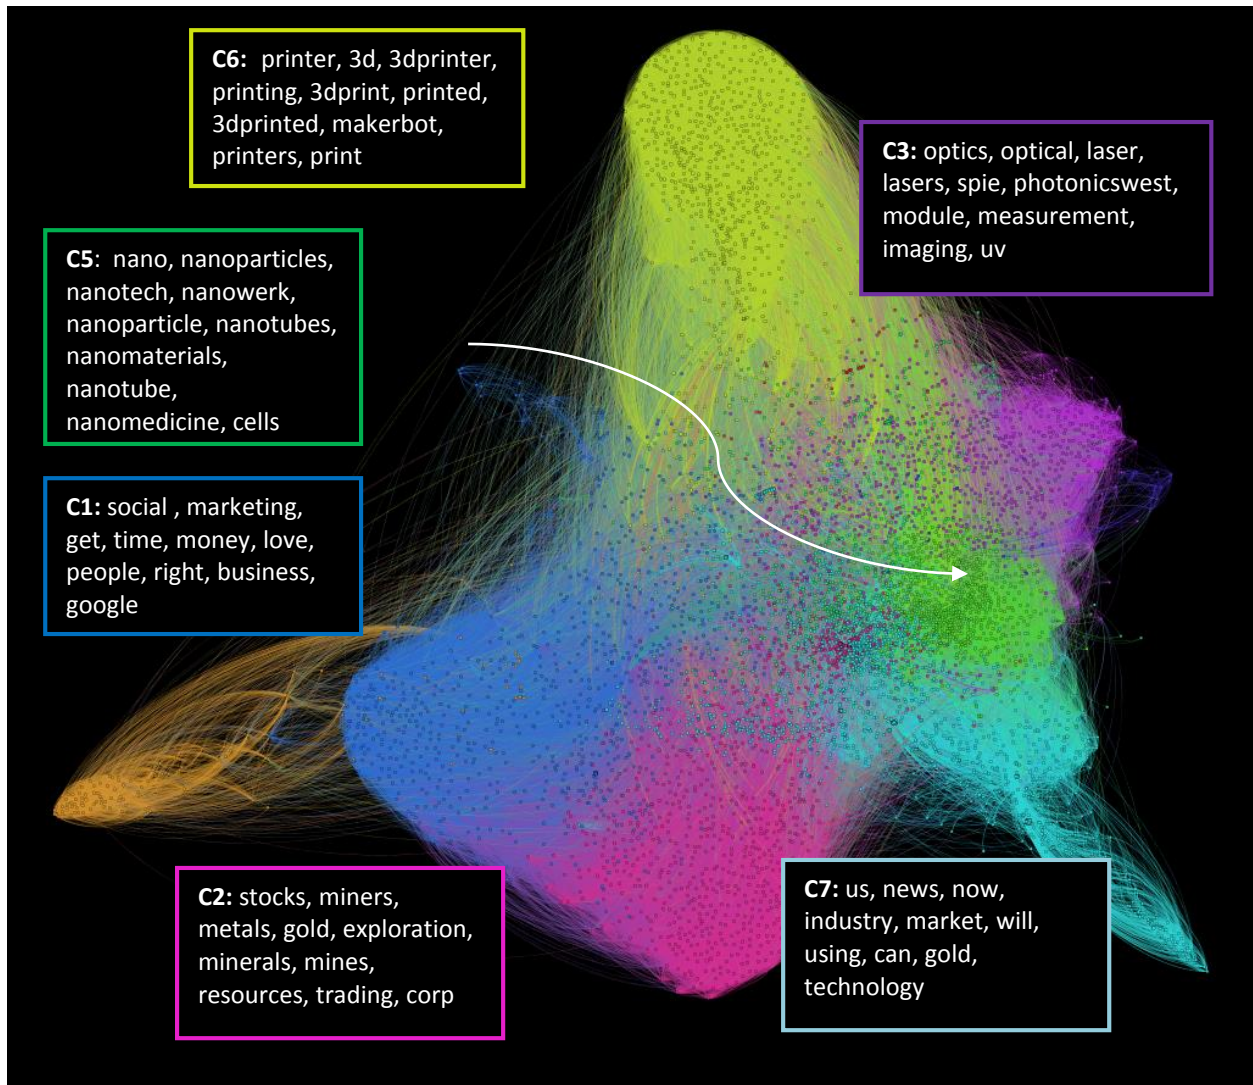 C6: printer, 3d, 3dprinter,
printing, 3dprint, printed,
3dprinted, makerbot,
printers, print
C3: optics, optical, laser,
lasers, spie, photonicswest,
module, measurement,
imaging, uv
C5: nano, nanoparticles,
nanotech, nanowerk,
nanoparticle, nanotubes,
nanomaterials,
nanotube,
nanomedicine, cells
C1: social , marketing,
get, time, money, love,
people, right, business,
google
C2: stocks, miners,
metals, gold, exploration,
minerals, mines,
resources, trading, corp
C7: us, news, now,
industry, market, will,
using, can, gold,
technology